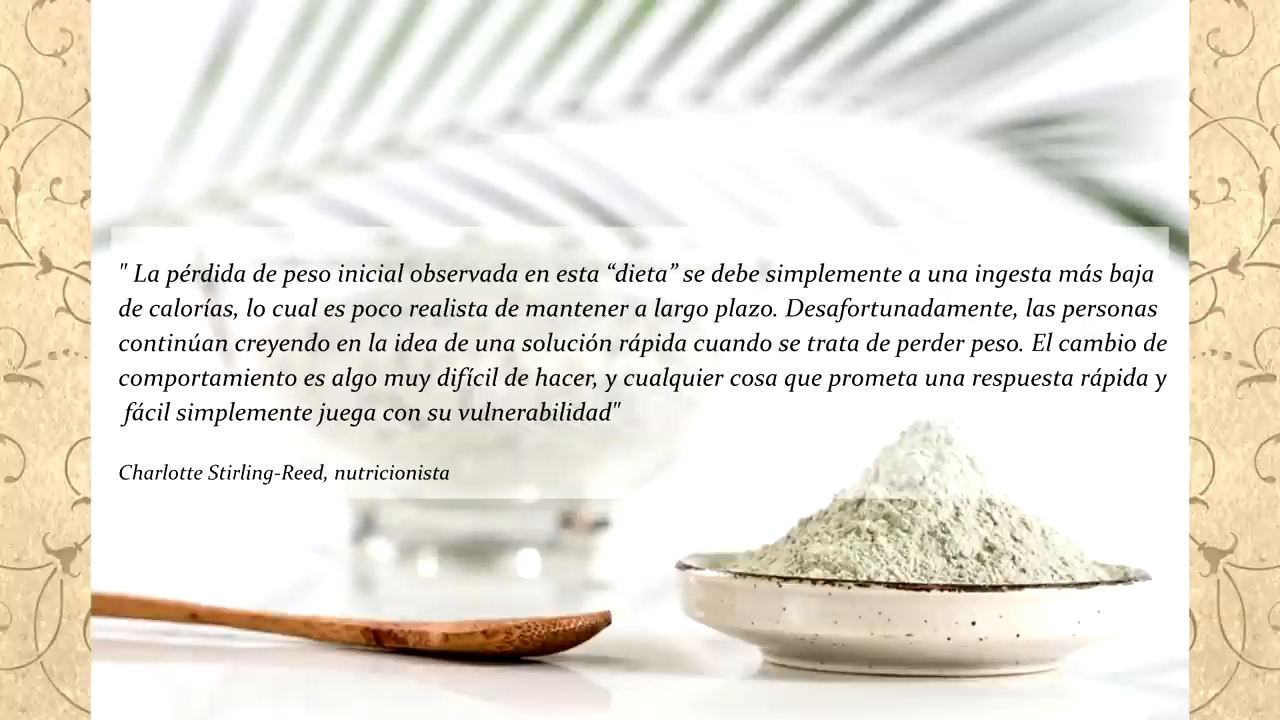 " La pérdida de peso inicial observada en esta “dieta” se debe simplemente a una ingesta más baja
de calorías, lo cual es poco realista de mantener a largo plazo. Desafortunadamente, las personas
continúan creyendo en la idea de una solución rápida cuando se trata de perder peso. El cambio de
comportamiento es algo muy difícil de hacer, y cualquier cosa que prometa una respuesta rápida y
fácil simplemente juega con su vulnerabilidad"
Charlotte Stirling-Reed, nutricionista